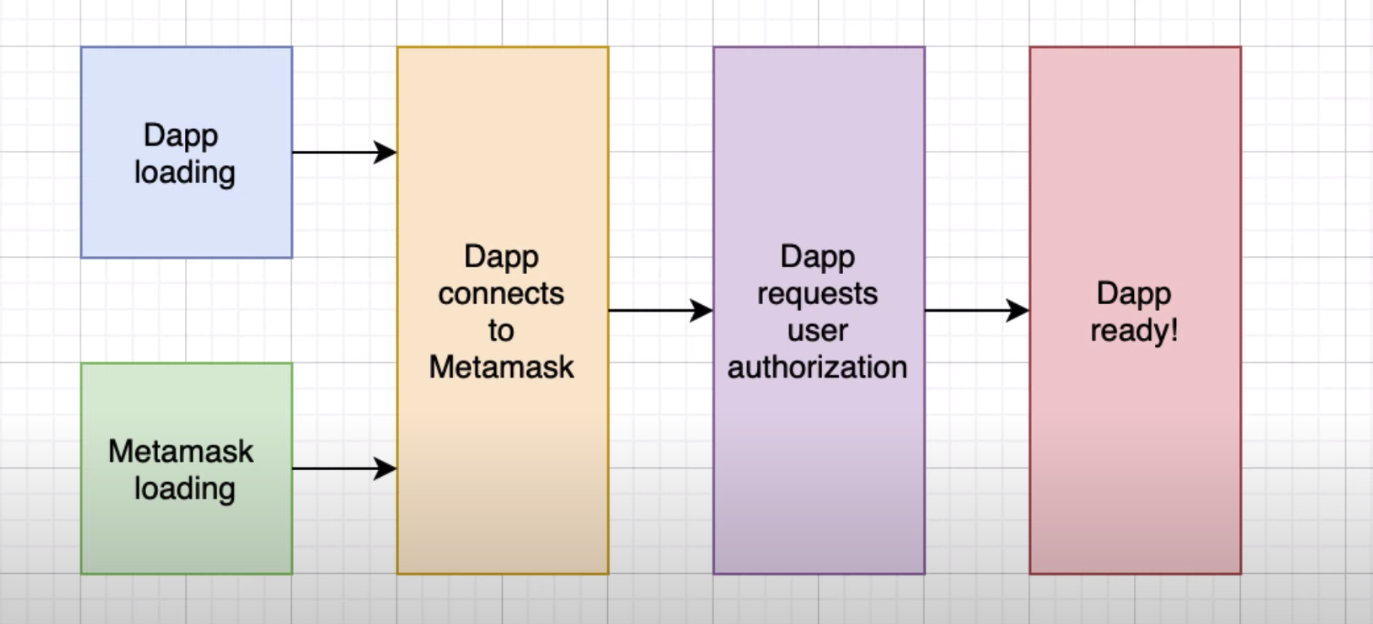 Dapp
loading
Metamask
loading
Dapp
connects
to
Metamask
Dapp
requests
user
authorization
Dapp
ready!